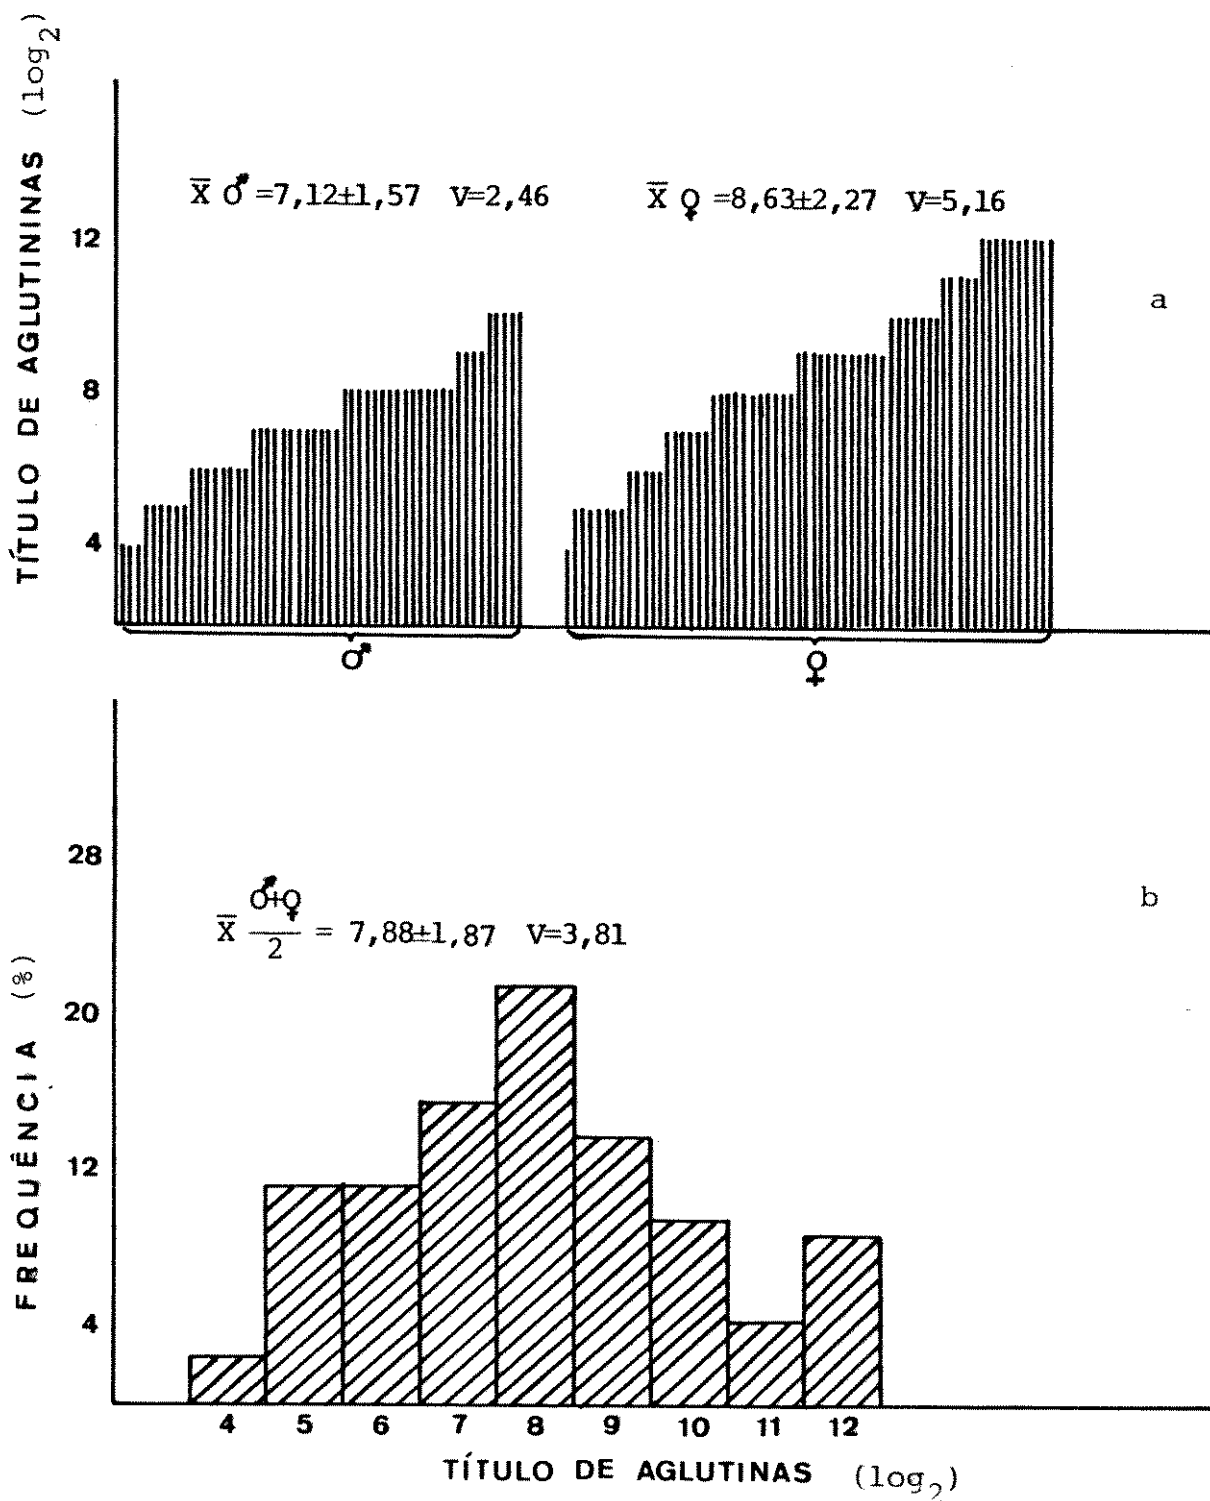 TÍTULO DE AGLUTININAS (log2)
X̅ ♂ =7,12±1,57 V=2,46
X̅ ♀ =8,63±2,27 V=5,16
12
8
4
a
♂
♀
FREQUÊNCIA (%)
28
20
12
4
b
♂+♀
X̅ — = 7,88±1,87 V=3,81
2
4 5 6 7 8 9 10 11 12
TÍTULO DE AGLUTINAS (log2)